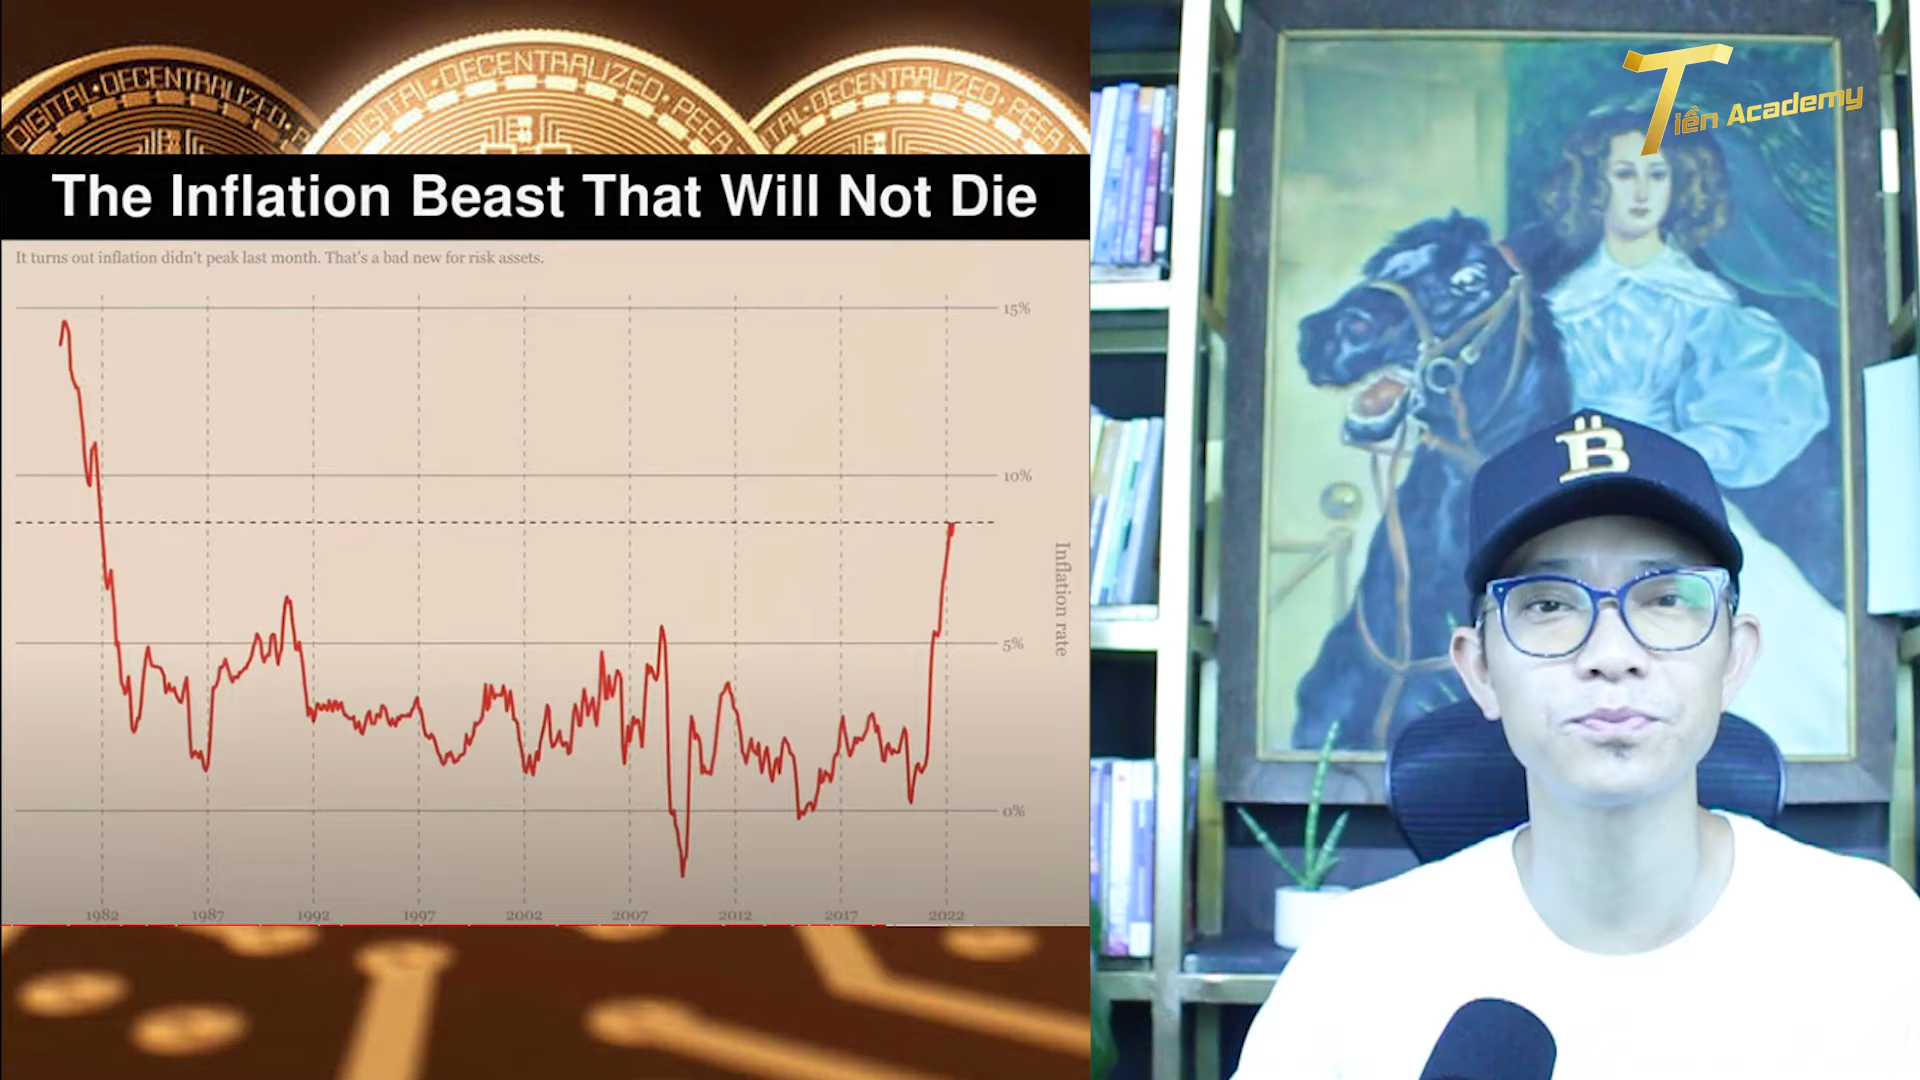 DIGITAL • DECENTRALIZED • P
DIGITAL • DECENTRALIZED • PEER
TAL • DECENTRALIZED • PEER T
The Inflation Beast That Will Not Die
It turns out inflation didn't peak last month. That's a bad new for risk assets.
15%
10%
5%
0%
Inflation rate
1982 1987 1992 1997 2002 2007 2012 2017 2022
Tiền Academy
B